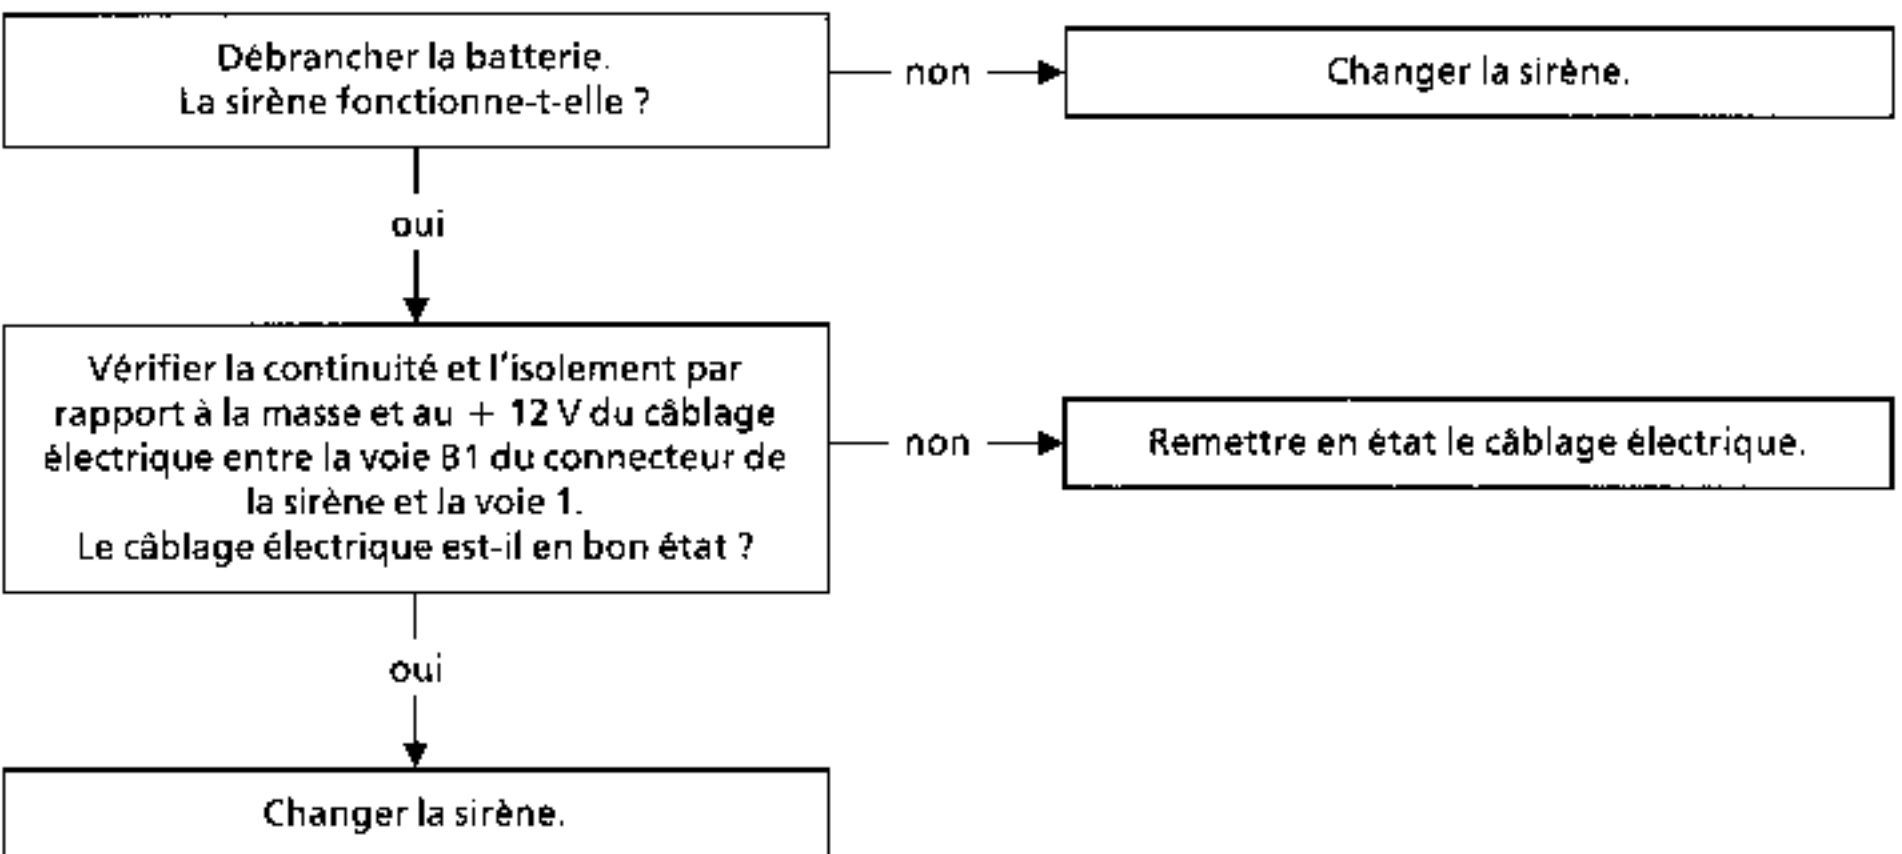 Débrancher la batterie.
La sirène fonctionne-t-elle ?
non
Changer la sirène.
oui
Vérifier la continuité et l'isolement par
rapport à la masse et au + 12 V du câblage
électrique entre la voie B1 du connecteur de
la sirène et la voie 1.
Le câblage électrique est-il en bon état ?
non
Remettre en état le câblage électrique.
oui
Changer la sirène.